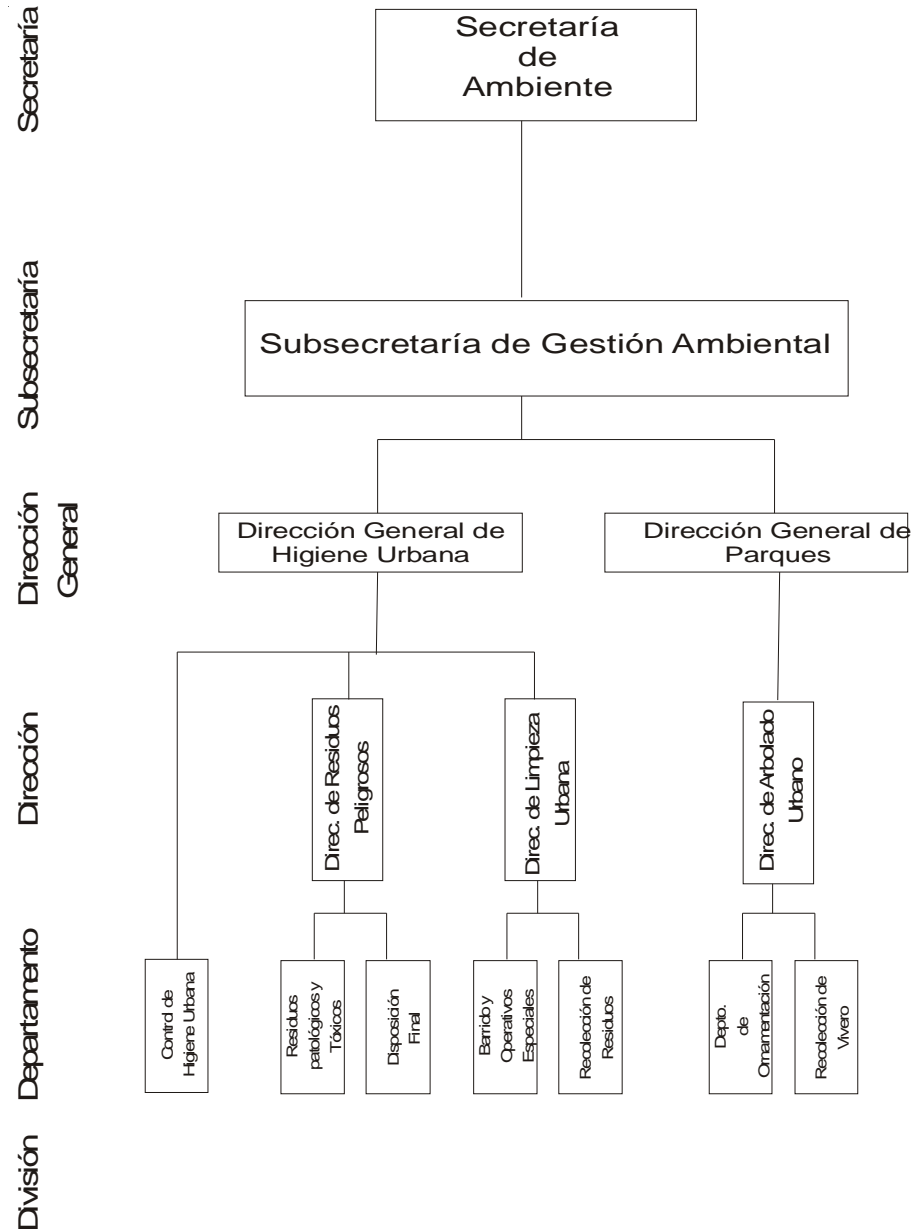 Secretaría
Secretaría
de
Ambiente
Subsecretaría
Subsecretaría de Gestión Ambiental
Dirección
General
Dirección General de
Higiene Urbana
Dirección General de
Parques
Dirección
Direc. de Residuos
Peligrosos
Direc. de Limpieza
Urbana
Direc. de Arbolado
Urbano
Departamento
Control de
Higiene Urbana
Residuos
patológicos y
Tóxicos
Disposición
Final
Barrido y
Operativos
Especiales
Recolección de
Residuos
Depto.
de
Ornamentación
Recolección de
Vivero
División